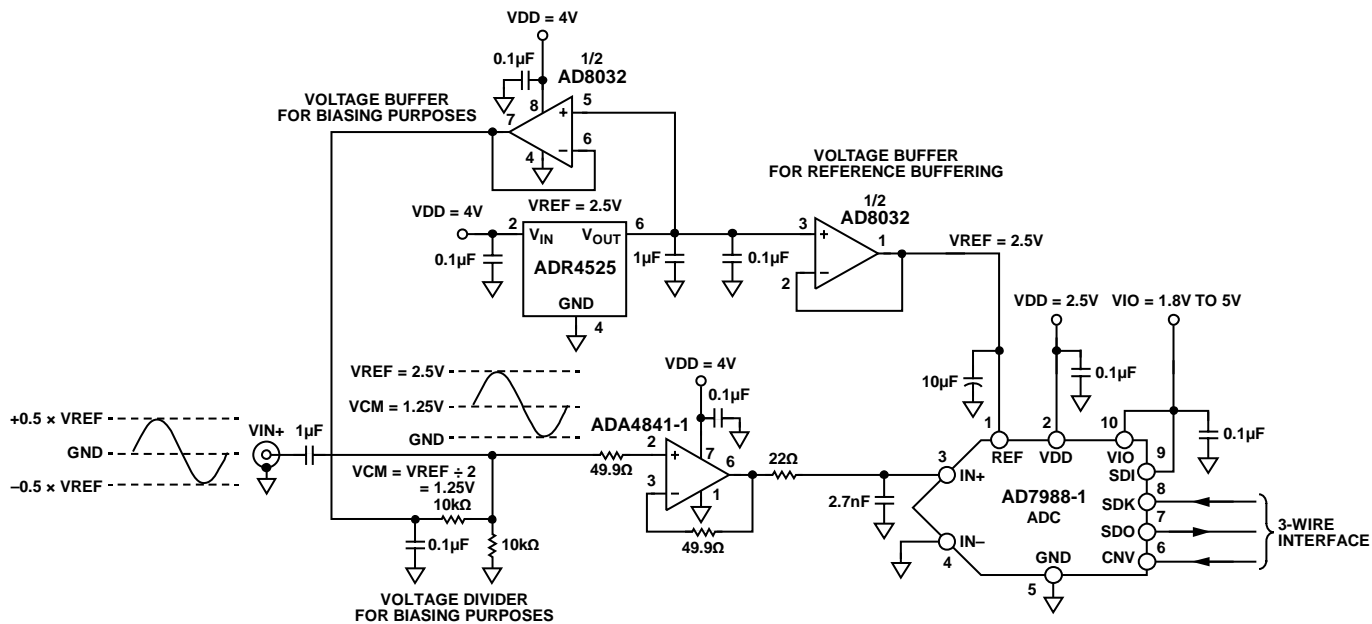 VDD = 4V
0.1µF
1/2
AD8032
VOLTAGE BUFFER
FOR BIASING PURPOSES
8
5
+
7
6
–
4
VOLTAGE BUFFER
FOR REFERENCE BUFFERING
1/2
AD8032
VDD = 4V
VREF = 2.5V
2
VIN
VOUT
6
3
+
1
VREF = 2.5V
0.1µF
ADR4525
1µF
0.1µF
2
–
GND
4
VDD = 2.5V
VIO = 1.8V TO 5V
VREF = 2.5V
VDD = 4V
10µF
0.1µF
+0.5 × VREF
VIN+
1µF
VCM = 1.25V
0.1µF
ADA4841-1
GND
GND
–0.5 × VREF
VCM = VREF ÷ 2
= 1.25V
49.9Ω
2
+
7
6
22Ω
3
–
1
49.9Ω
2.7nF
10kΩ
0.1µF
10kΩ
VOLTAGE DIVIDER
FOR BIASING PURPOSES
1
2
10
0.1µF
REF
VDD
VIO
9
SDI
3
IN+
AD7988-1
ADC
8
SDK
7
SDO
6
CNV
3-WIRE
INTERFACE
IN–
4
GND
5